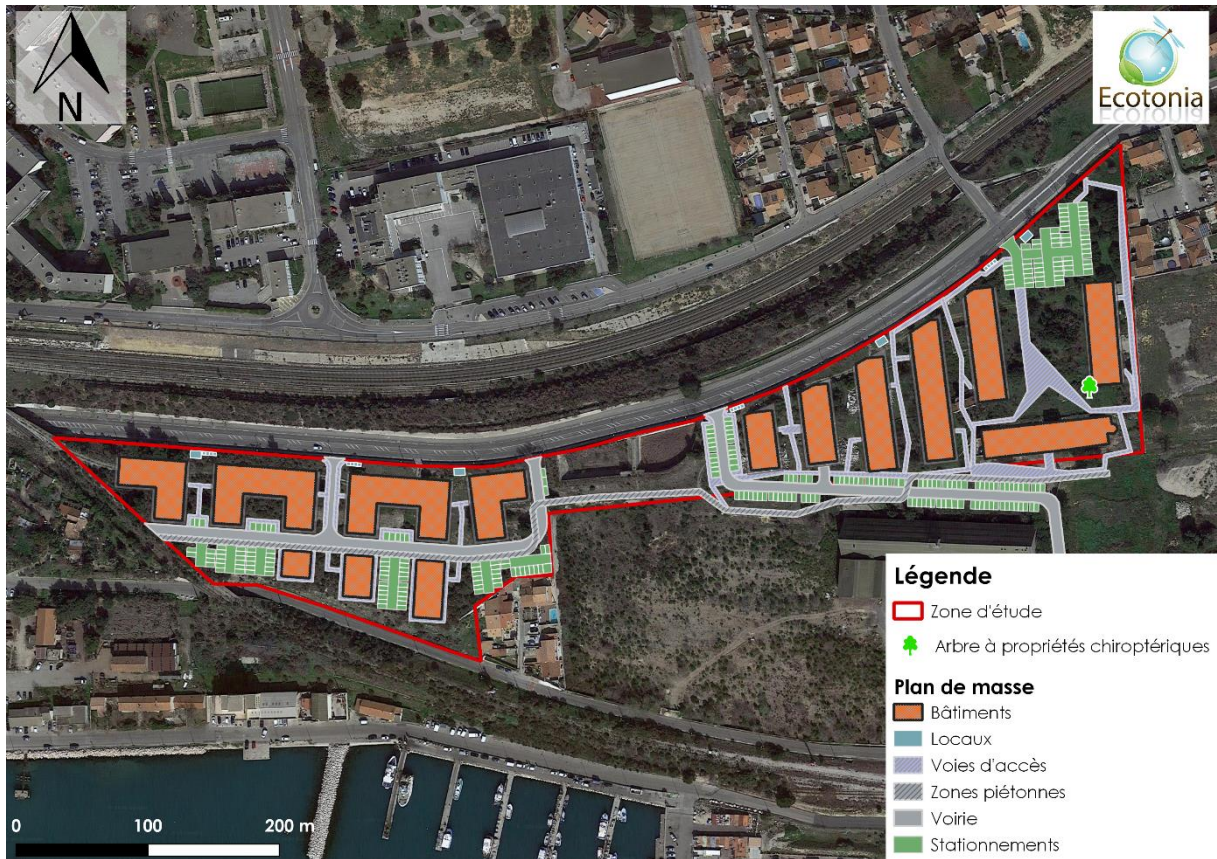 N
Ecotonia
Légende
Zone d'étude
Arbre à propriétés chiroptériques
Plan de masse
Bâtiments
Locaux
Voies d'accès
Zones piétonnes
Voirie
Stationnements
0 100 200 m